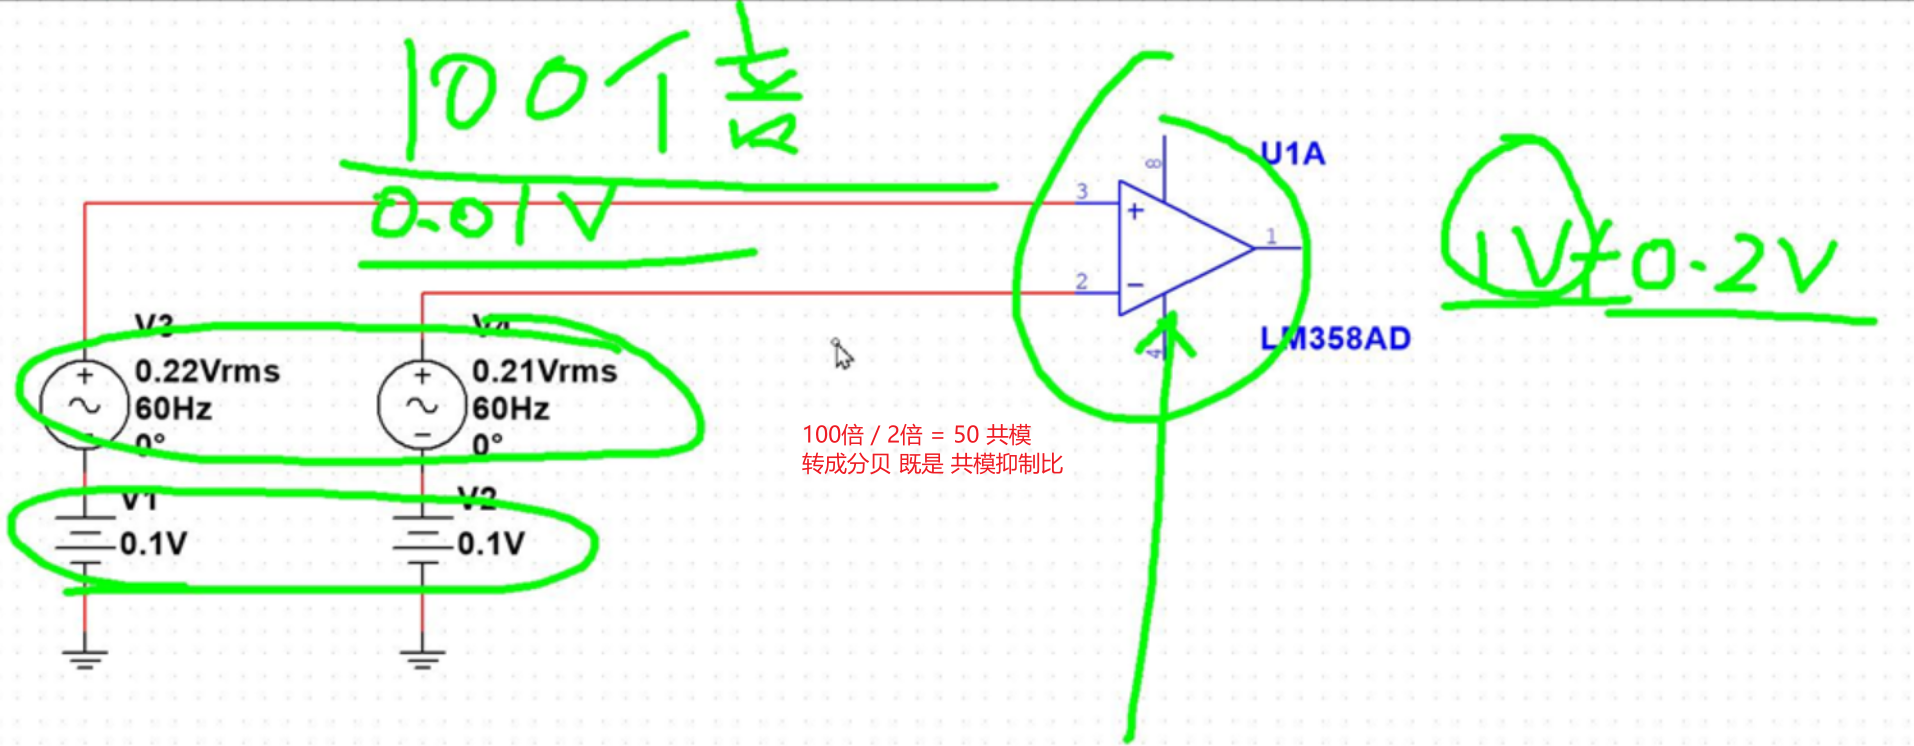 100个
0.01V
U1A
8
3
+
1
2
−
4
LM358AD
1V+0.2V
V3
0.22Vrms
60Hz
0°
V4
0.21Vrms
60Hz
0°
100倍 / 2倍 = 50 共模
转成分贝 既是 共模抑制比
V1
0.1V
V2
0.1V